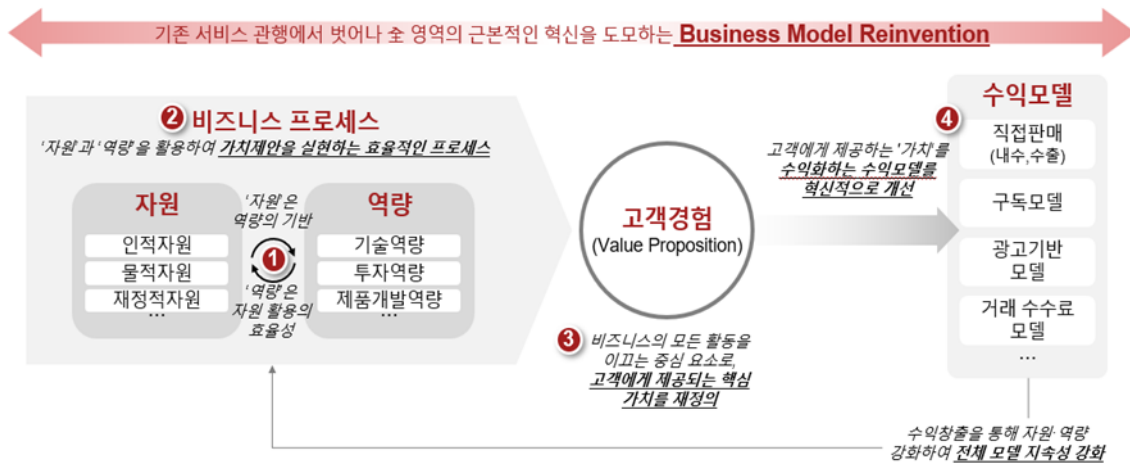 기존 서비스 관행에서 벗어나 全 영역의 근본적인 혁신을 도모하는 Business Model Reinvention
2 비즈니스 프로세스
‘자원’과 ‘역량’을 활용하여 가치제안을 실현하는 효율적인 프로세스
자원
인적자원
물적자원
재정적자원
...
‘자원’은
역량의 기반
1
‘역량’은
자원 활용의
효율성
역량
기술역량
투자역량
제품개발역량
...
고객경험
(Value Proposition)
3 비즈니스의 모든 활동을
이끄는 중심 요소로,
고객에게 제공되는 핵심
가치를 재정의
4
고객에게 제공하는 ‘가치’를
수익화하는 수익모델를
혁신적으로 개선
수익모델
직접판매
(내수,수출)
구독모델
광고기반
모델
거래 수수료
모델
...
수익창출을 통해 자원·역량
강화하여 전체 모델 지속성 강화